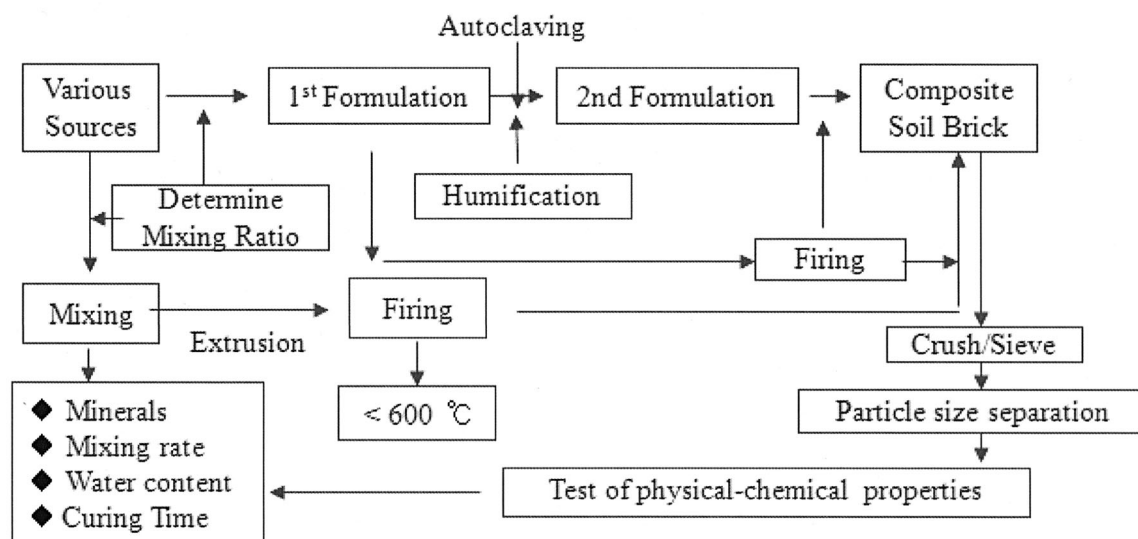 Autoclaving
Various
Sources
1st Formulation
2nd Formulation
Composite
Soil Brick
Determine
Mixing Ratio
Humification
Firing
Mixing
Extrusion
Firing
Crush/Sieve
< 600 ℃
Particle size separation
◆ Minerals
◆ Mixing rate
◆ Water content
◆ Curing Time
Test of physical-chemical properties